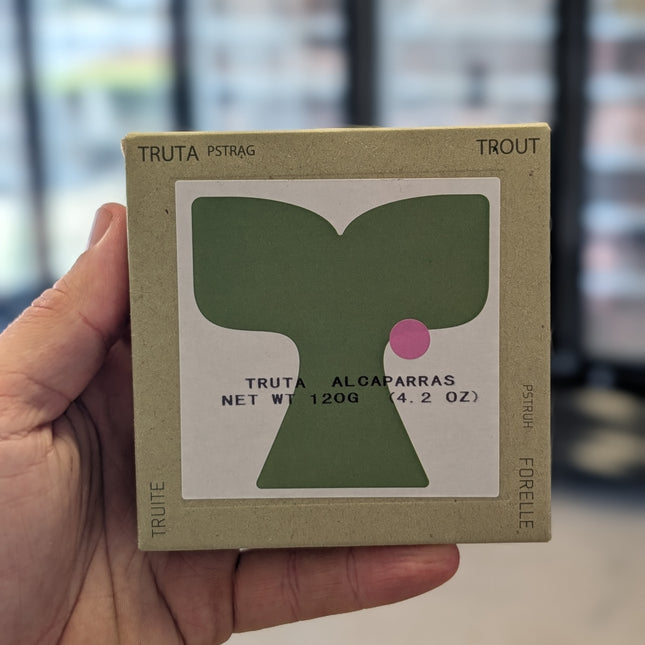 TRUTA PSTRĄG
TROUT
TRUTA ALCAPARRAS
NET WT 120G (4.2 OZ)
PSTRUH
FORELLE
TRUITE